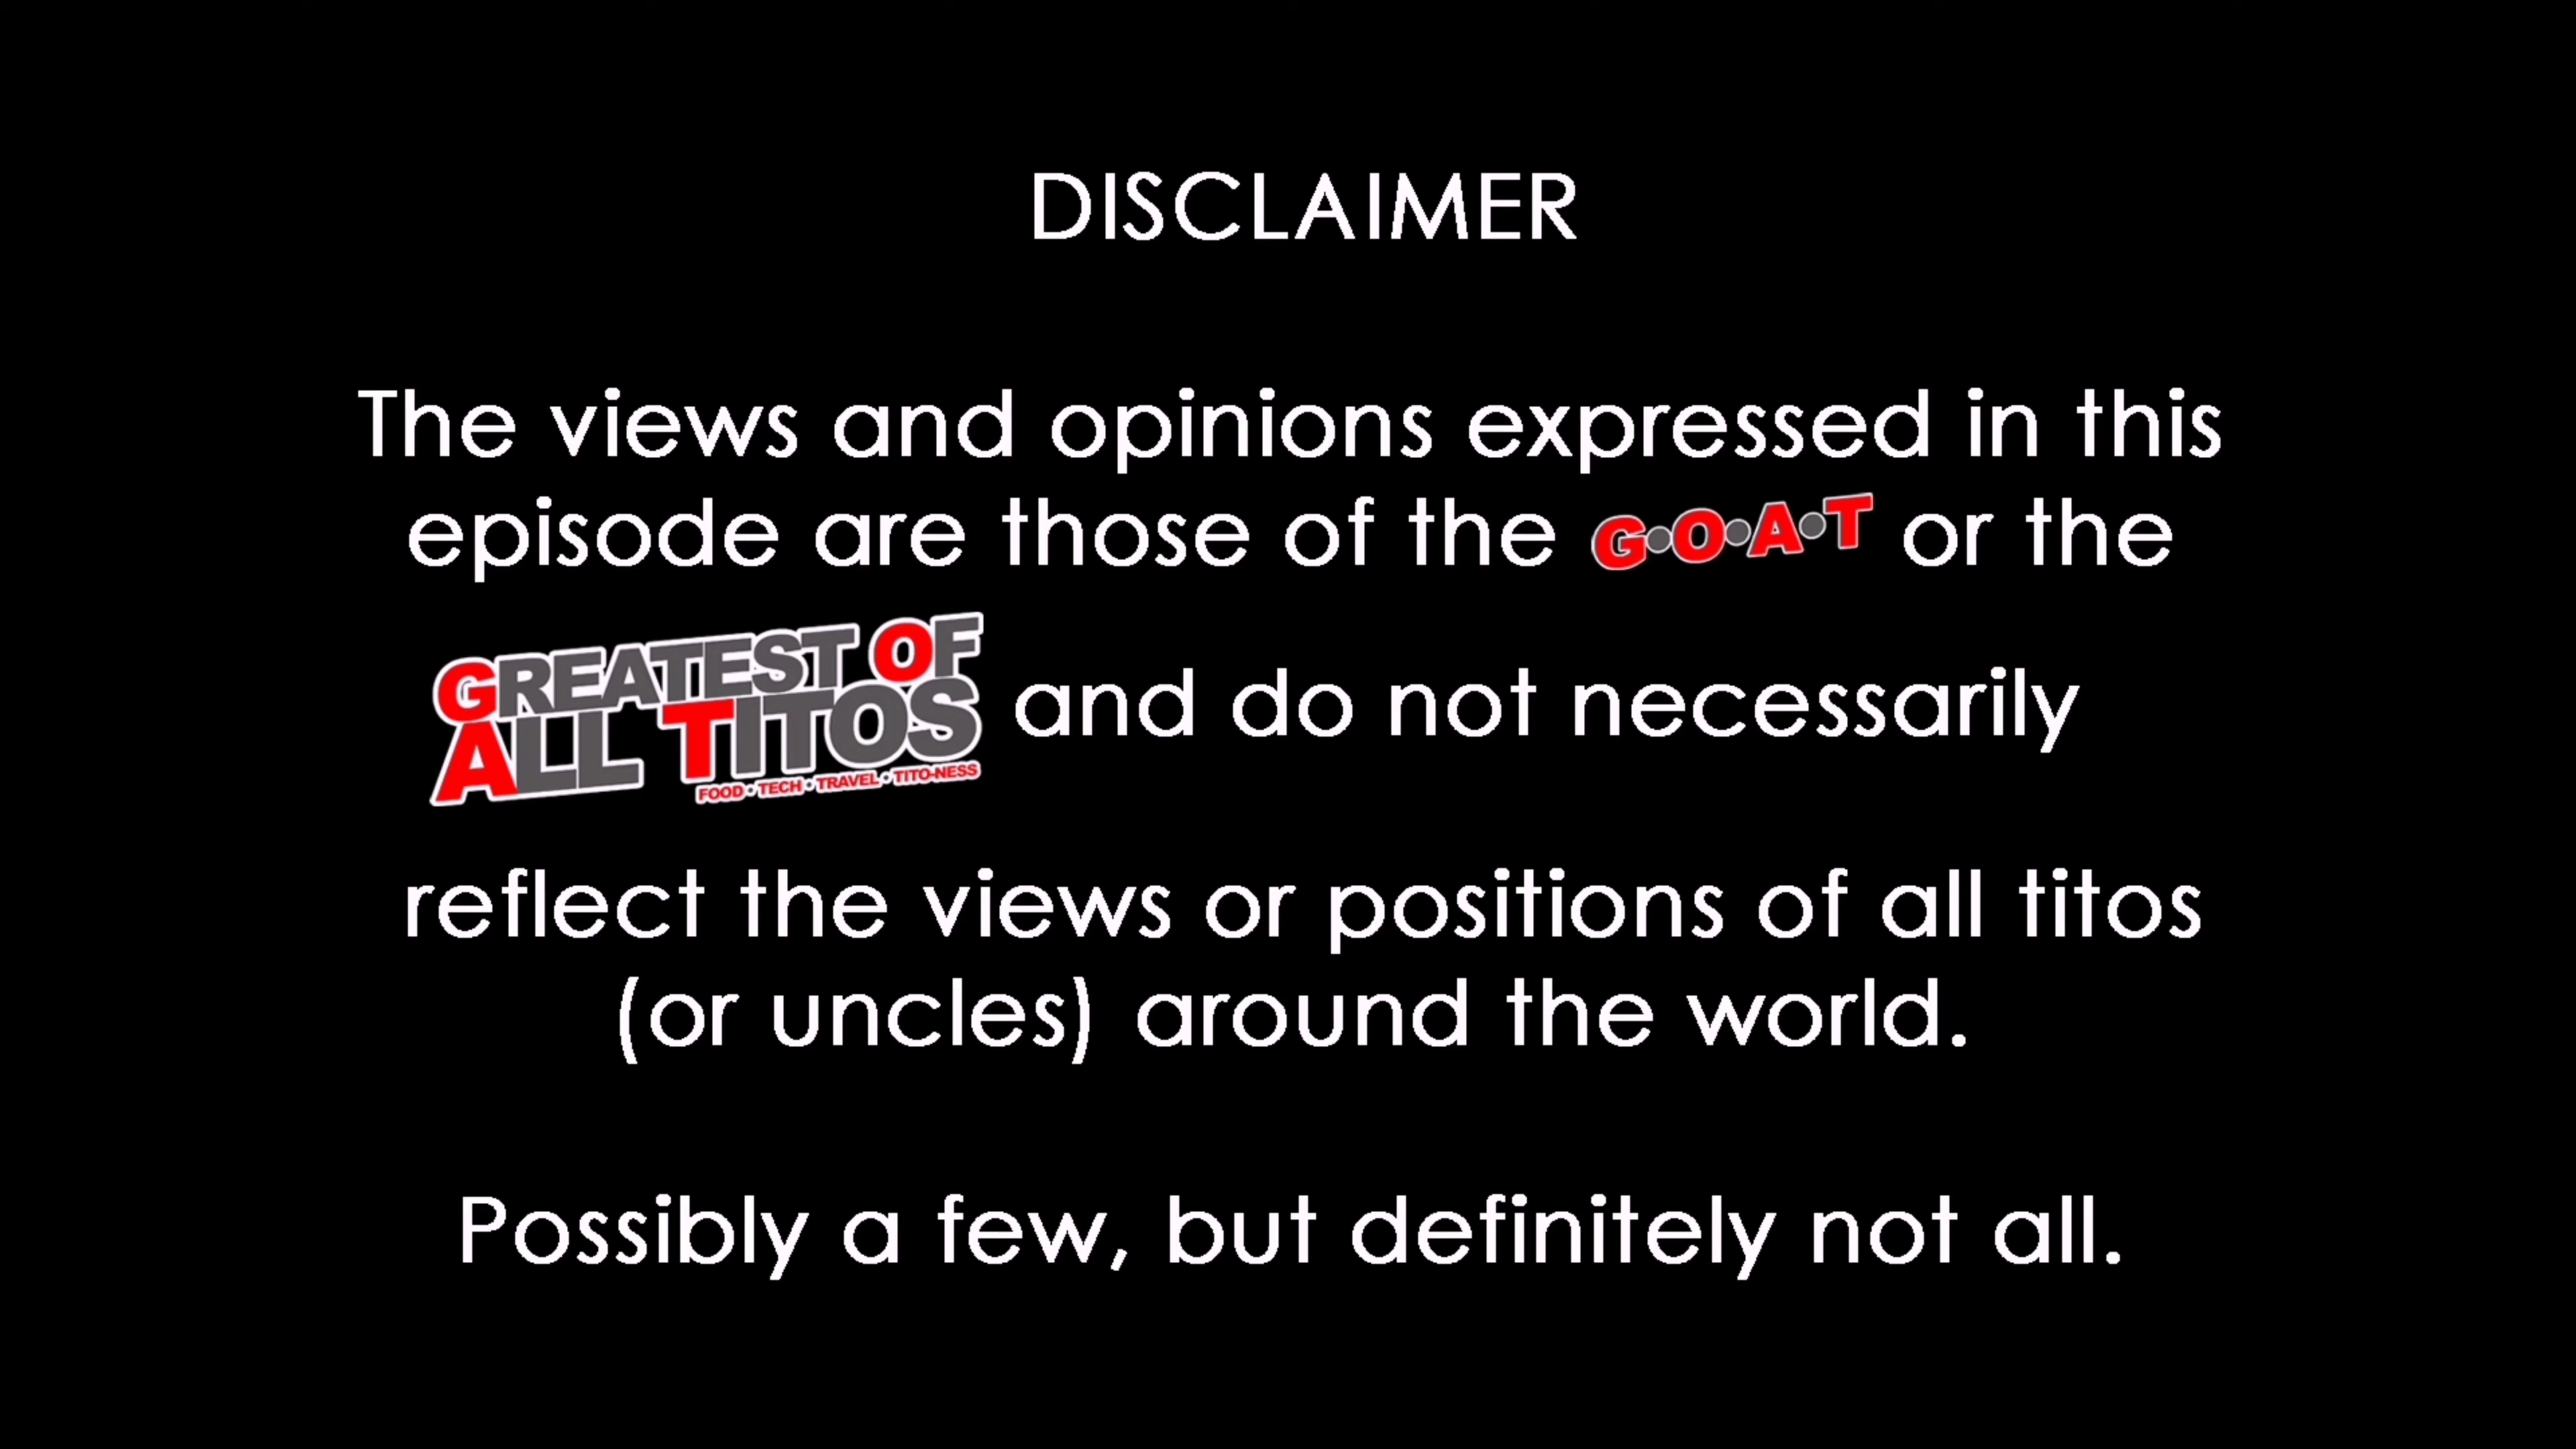 DISCLAIMER
The views and opinions expressed in this
episode are those of the G•O•A•T or the
GREATEST OF
ALL TITOS
FOOD • TECH • TRAVEL • TITO-NESS
and do not necessarily
reflect the views or positions of all titos
(or uncles) around the world.
Possibly a few, but definitely not all.